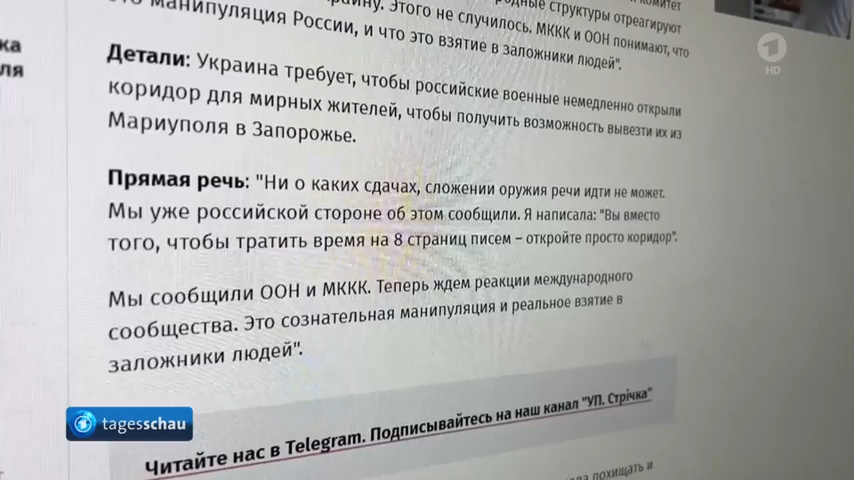 комитет
родные структуры отреагируют
ину. Этого не случилось. МККК и ООН понимают, что
это манипуляция России, и что это взятие в заложники людей".
Детали: Украина требует, чтобы российские военные немедленно открыли
коридор для мирных жителей, чтобы получить возможность вывезти их из
Мариуполя в Запорожье.
Прямая речь: "Ни о каких сдачах, сложении оружия речи идти не может.
Мы уже российской стороне об этом сообщили. Я написала: "Вы вместо
того, чтобы тратить время на 8 страниц писем – откройте просто коридор".
Мы сообщили ООН и МККК. Теперь ждем реакции международного
сообщества. Это сознательная манипуляция и реальное взятие в
заложники людей".
Читайте нас в Telegram. Подписывайтесь на наш канал "УП. Стрічка"
похищать и
ка
ля
1
HD
tagesschau